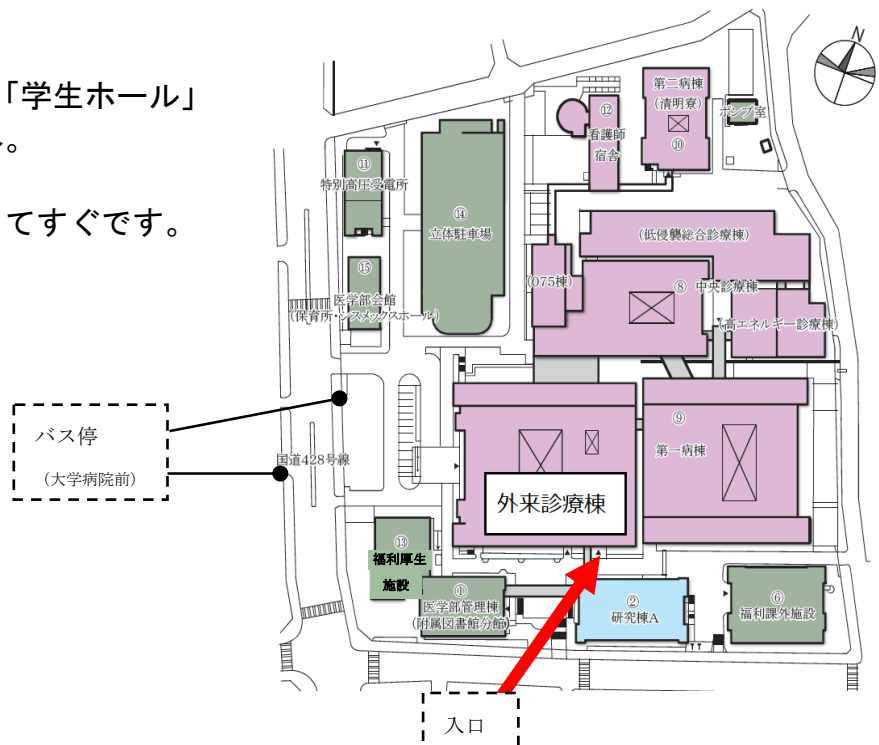 「学生ホール」
。
てすぐです。
N
第二病棟
(清明寮)
⑩
ポンプ室
⑫
看護師
宿舎
⑪
特別高圧受電所
⑭
立体駐車場
⑮
医学部会館
(保育所・シスメックスホール)
(低侵襲総合診療棟)
(075棟)
⑧ 中央診療棟
(高エネルギー診療棟)
バス停
(大学病院前)
国道428号線
⑨
第一病棟
外来診療棟
⑬
福利厚生
施設
①
医学部管理棟
(附属図書館分館)
②
研究棟A
⑥
福利課外施設
入口